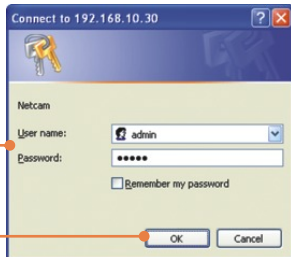 Connect to 192.168.10.30
Netcam
User name:
admin
Password:
•••••
Remember my password
OK
Cancel